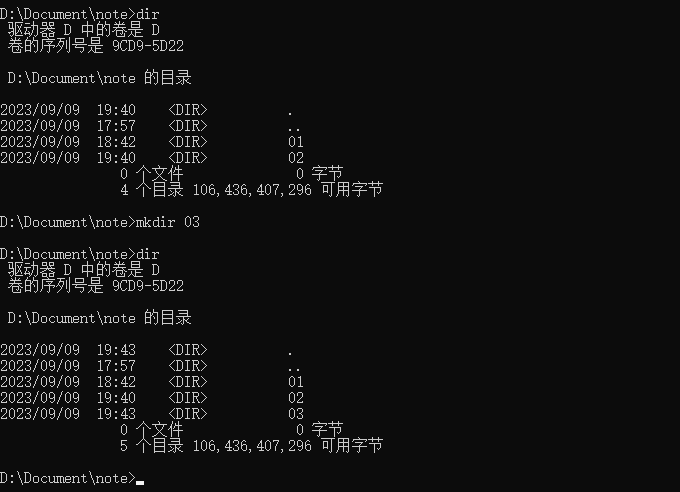 D:\Document\note>dir
 驱动器 D 中的卷是 D
 卷的序列号是 9CD9-5D22

 D:\Document\note 的目录

2023/09/09  19:40    <DIR>          .
2023/09/09  17:57    <DIR>          ..
2023/09/09  18:42    <DIR>          01
2023/09/09  19:40    <DIR>          02
               0 个文件              0 字节
               4 个目录 106,436,407,296 可用字节

D:\Document\note>mkdir 03

D:\Document\note>dir
 驱动器 D 中的卷是 D
 卷的序列号是 9CD9-5D22

 D:\Document\note 的目录

2023/09/09  19:43    <DIR>          .
2023/09/09  17:57    <DIR>          ..
2023/09/09  18:42    <DIR>          01
2023/09/09  19:40    <DIR>          02
2023/09/09  19:43    <DIR>          03
               0 个文件              0 字节
               5 个目录 106,436,407,296 可用字节

D:\Document\note>